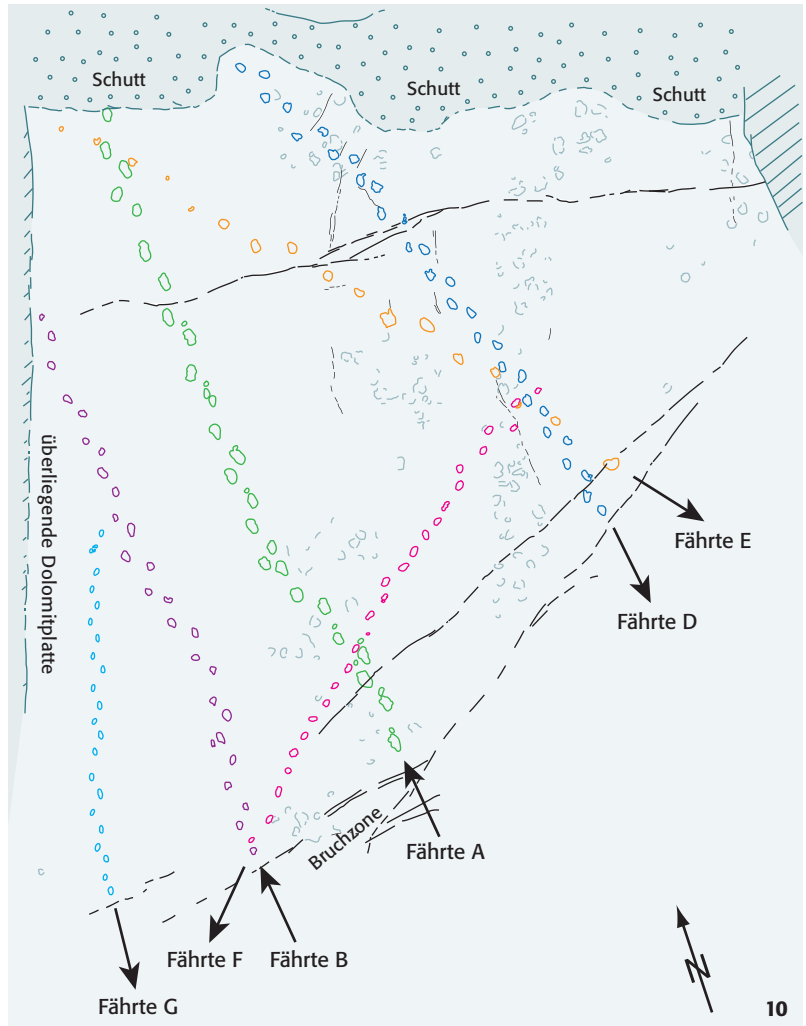 Schutt
Schutt
Schutt
überliegende Dolomitplatte
Fährte E
Fährte D
Bruchzone
Fährte A
Fährte F
Fährte B
Fährte G
N
10